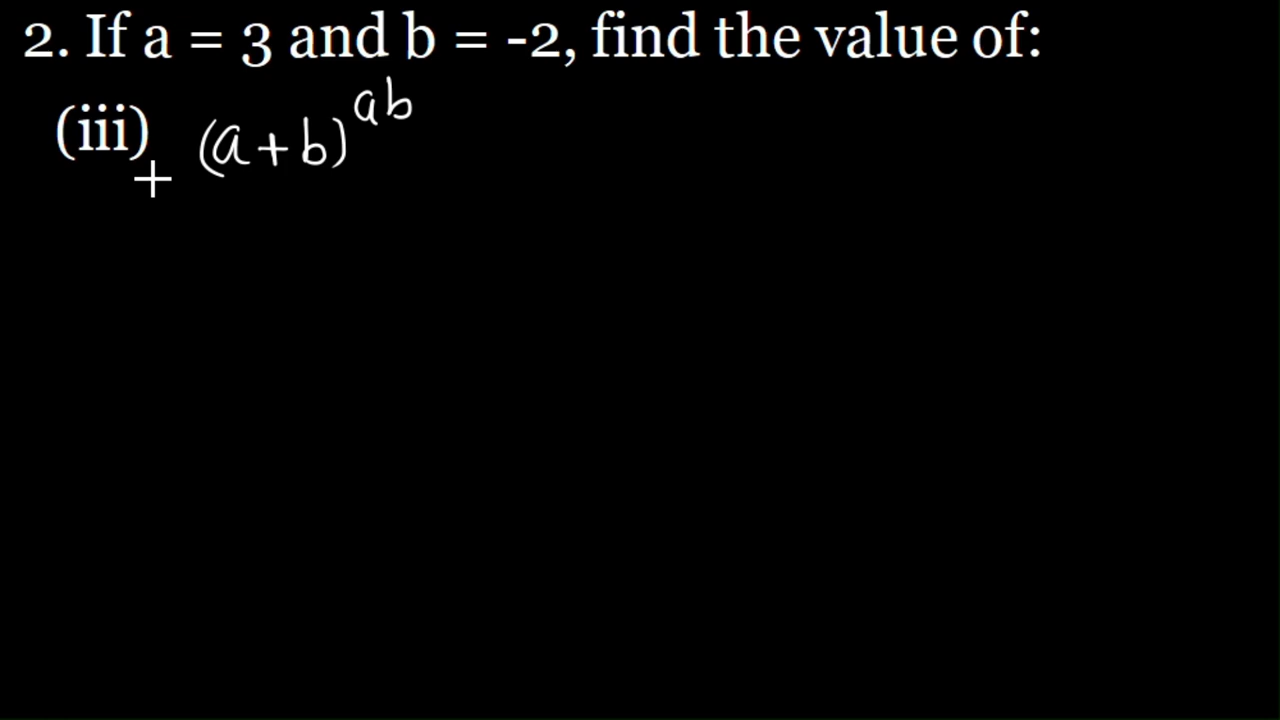 2. If a = 3 and b = -2, find the value of:
(iii) (a+b)^{ab}